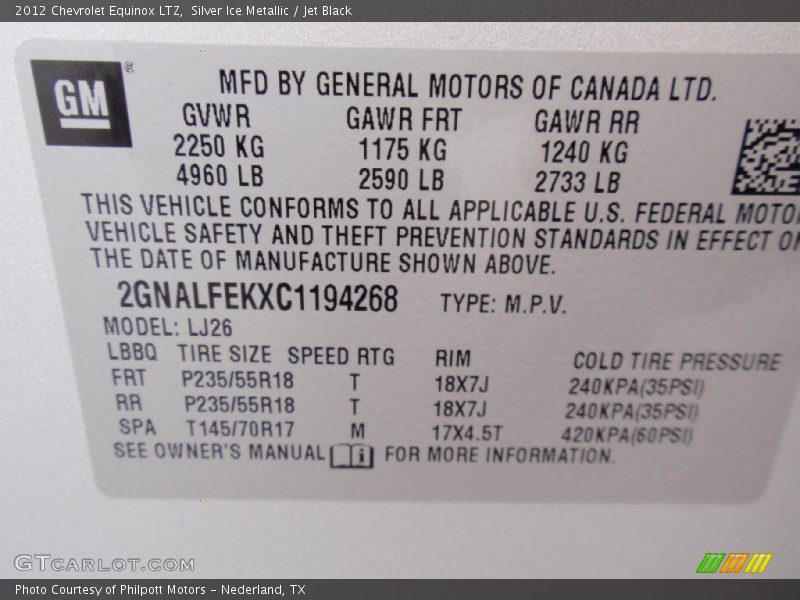 2012 Chevrolet Equinox LTZ,  Silver Ice Metallic / Jet Black
GM ®
MFD BY GENERAL MOTORS OF CANADA LTD.
GVWR GAWR FRT GAWR RR
2250 KG 1175 KG 1240 KG
4960 LB 2590 LB 2733 LB
THIS VEHICLE CONFORMS TO ALL APPLICABLE U.S. FEDERAL MOTO
VEHICLE SAFETY AND THEFT PREVENTION STANDARDS IN EFFECT ON
THE DATE OF MANUFACTURE SHOWN ABOVE.
2GNALFEKXC1194268 TYPE: M.P.V.
MODEL: LJ26
LBBQ TIRE SIZE SPEED RTG RIM COLD TIRE PRESSURE
FRT P235/55R18 T 18X7J 240KPA(35PSI)
RR P235/55R18 T 18X7J 240KPA(35PSI)
SPA T145/70R17 M 17X4.5T 420KPA(60PSI)
SEE OWNER'S MANUAL i FOR MORE INFORMATION.
GTCARLOT.COM
Photo Courtesy of Philpott Motors - Nederland, TX